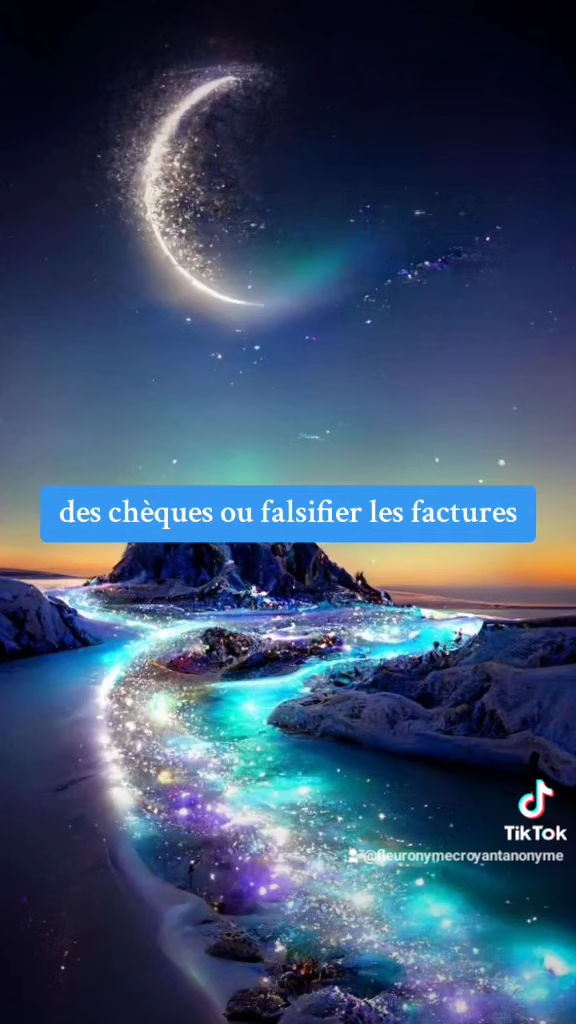 des chèques ou falsifier les factures
TikTok
@fleuronymecroyantanonyme